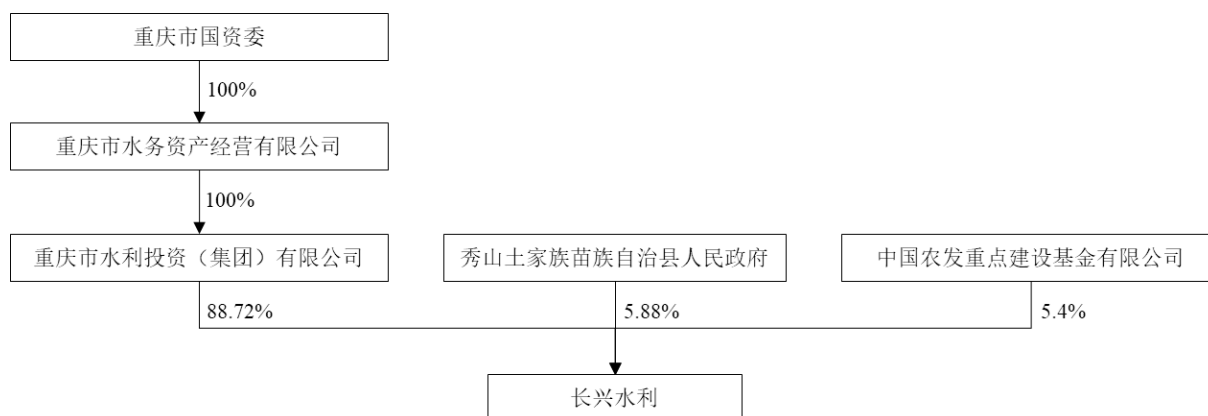 重庆市国资委
100%
重庆市水务资产经营有限公司
100%
重庆市水利投资（集团）有限公司
秀山土家族苗族自治县人民政府
中国农发重点建设基金有限公司
88.72%
5.88%
5.4%
长兴水利